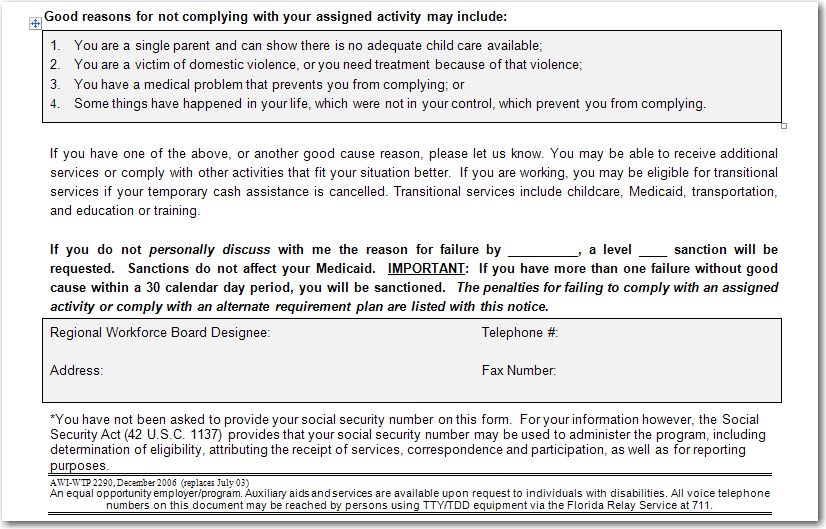 Good reasons for not complying with your assigned activity may include:
1. You are a single parent and can show there is no adequate child care available;
2. You are a victim of domestic violence, or you need treatment because of that violence;
3. You have a medical problem that prevents you from complying; or
4. Some things have happened in your life, which were not in your control, which prevent you from complying.
If you have one of the above, or another good cause reason, please let us know. You may be able to receive additional
services or comply with other activities that fit your situation better. If you are working, you may be eligible for transitional
services if your temporary cash assistance is cancelled. Transitional services include childcare, Medicaid, transportation,
and education or training.
If you do not personally discuss with me the reason for failure by __________, a level ____ sanction will be
requested. Sanctions do not affect your Medicaid. IMPORTANT: If you have more than one failure without good
cause within a 30 calendar day period, you will be sanctioned. The penalties for failing to comply with an assigned
activity or comply with an alternate requirement plan are listed with this notice.
Regional Workforce Board Designee: Telephone #:
Address: Fax Number:
*You have not been asked to provide your social security number on this form. For your information however, the Social
Security Act (42 U.S.C. 1137) provides that your social security number may be used to administer the program, including
determination of eligibility, attributing the receipt of services, correspondence and participation, as well as for reporting
purposes.
AWI-WTP 2290, December 2006 (replaces July 03)
An equal opportunity employer/program. Auxiliary aids and services are available upon request to individuals with disabilities. All voice telephone
numbers on this document may be reached by persons using TTY/TDD equipment via the Florida Relay Service at 711.